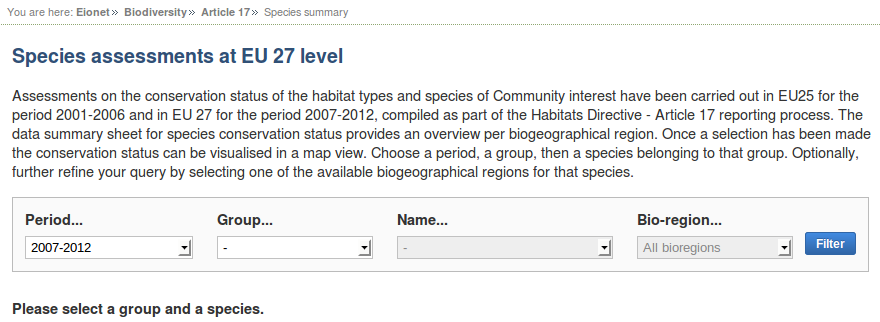 You are here: Eionet » Biodiversity » Article 17 » Species summary
Species assessments at EU 27 level
Assessments on the conservation status of the habitat types and species of Community interest have been carried out in EU25 for the
period 2001-2006 and in EU 27 for the period 2007-2012, compiled as part of the Habitats Directive - Article 17 reporting process. The
data summary sheet for species conservation status provides an overview per biogeographical region. Once a selection has been made
the conservation status can be visualised in a map view. Choose a period, a group, then a species belonging to that group. Optionally,
further refine your query by selecting one of the available biogeographical regions for that species.
Period... Group... Name... Bio-region...
2007-2012 - - All bioregions Filter
Please select a group and a species.